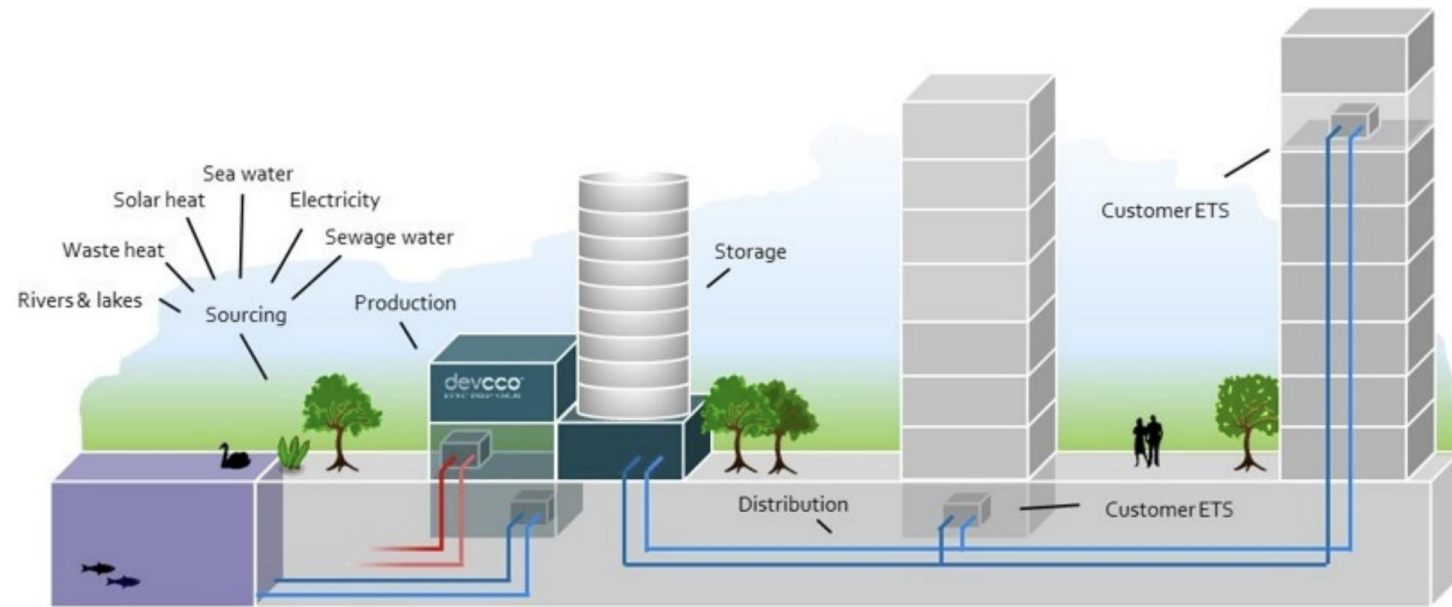 Sea water
Solar heat
Electricity
Waste heat
Sewage water
Rivers & lakes
Sourcing
Production
devcco
Storage
Customer ETS
Distribution
Customer ETS